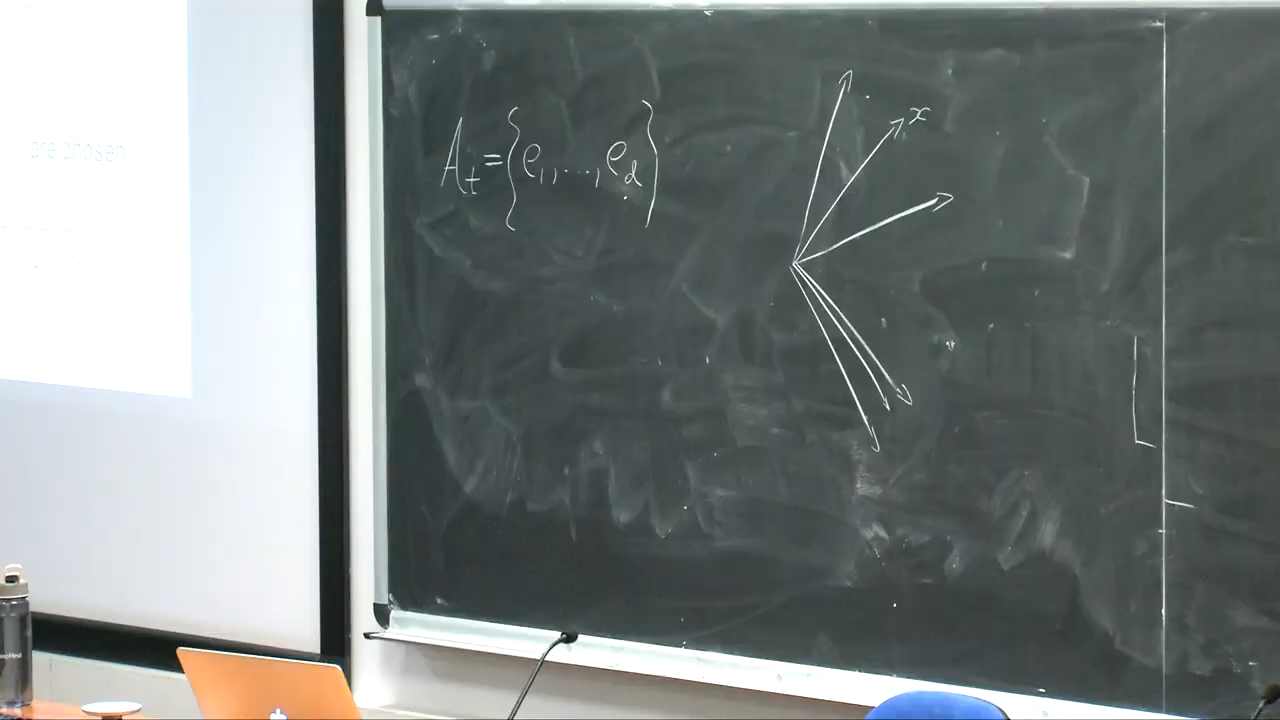 are chosen
A_t = {e_1, ..., e_d}
x